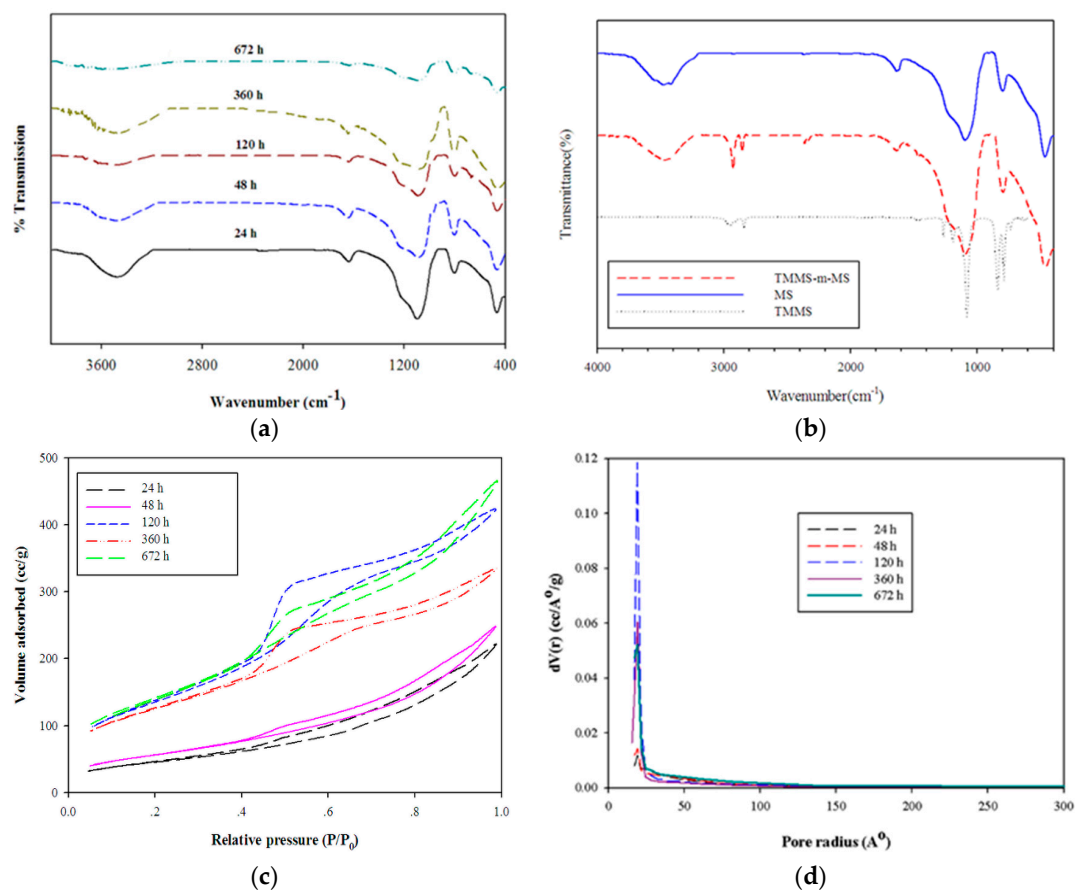 672 h
360 h
120 h
48 h
24 h
% Transmission
3600 2800 2000 1200 400
Wavenumber (cm-1)
(a)
Transmittance(%)
TMMS-m-MS
MS
TMMS
4000 3000 2000 1000
Wavenumber(cm-1)
(b)
500
400
300
200
100
0
Volume adsorbed (cc/g)
24 h
48 h
120 h
360 h
672 h
0.0 .2 .4 .6 .8 1.0
Relative pressure (P/P0)
(c)
0.12
0.10
0.08
0.06
0.04
0.02
0.00
dV(r) (cc/Ao/g)
24 h
48 h
120 h
360 h
672 h
0 50 100 150 200 250 300
Pore radius (Ao)
(d)